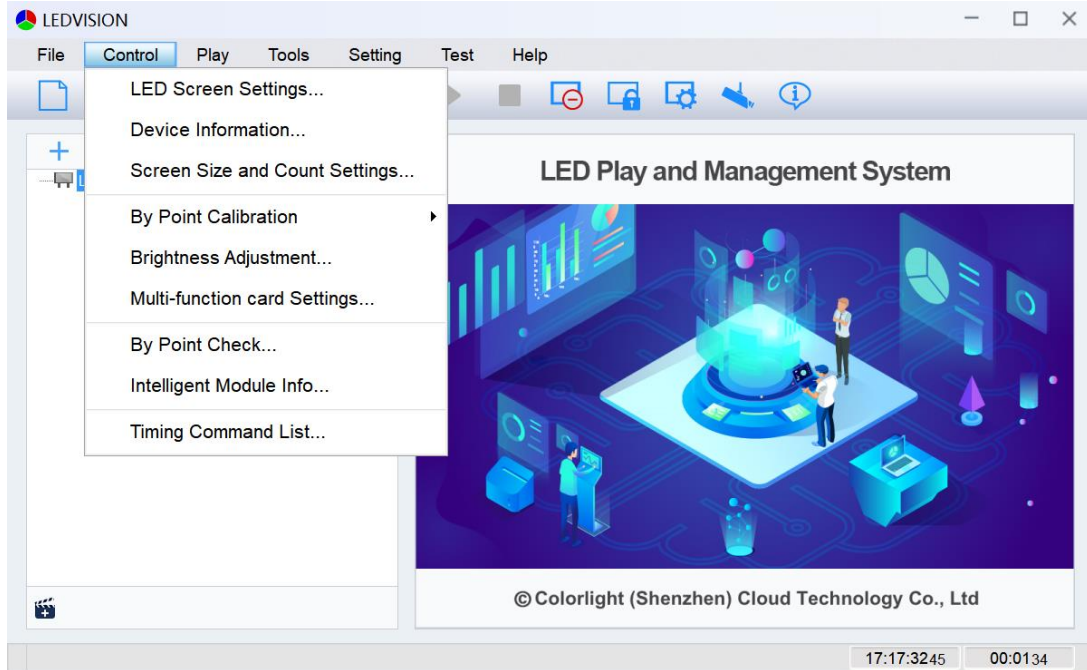 LEDVISION
File Control Play Tools Setting Test Help
LED Screen Settings...
Device Information...
Screen Size and Count Settings...
By Point Calibration
Brightness Adjustment...
Multi-function card Settings...
By Point Check...
Intelligent Module Info...
Timing Command List...
LED Play and Management System
© Colorlight (Shenzhen) Cloud Technology Co., Ltd
17:17:3245 00:0134